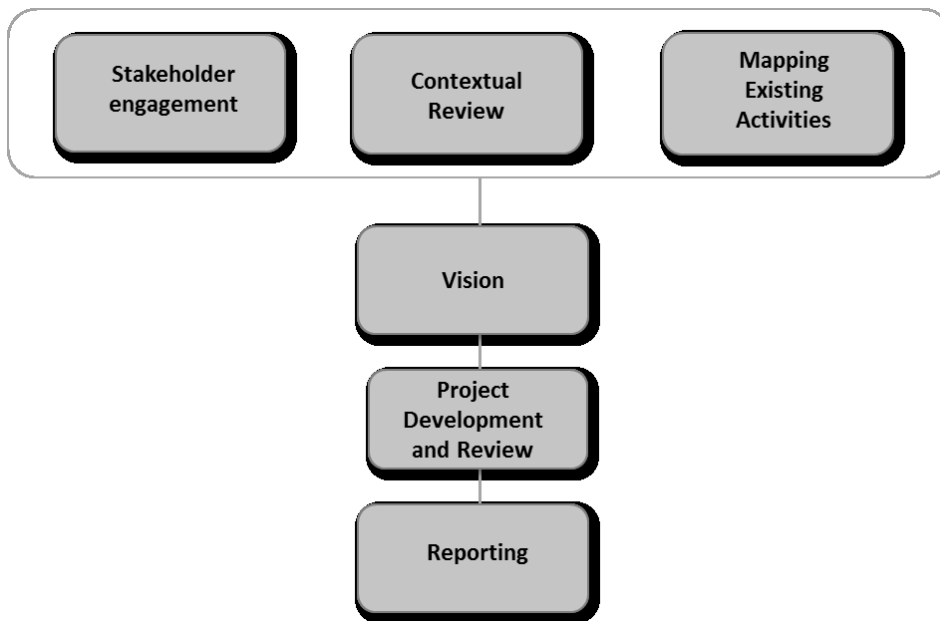 Stakeholder
engagement
Contextual
Review
Mapping
Existing
Activities
Vision
Project
Development
and Review
Reporting